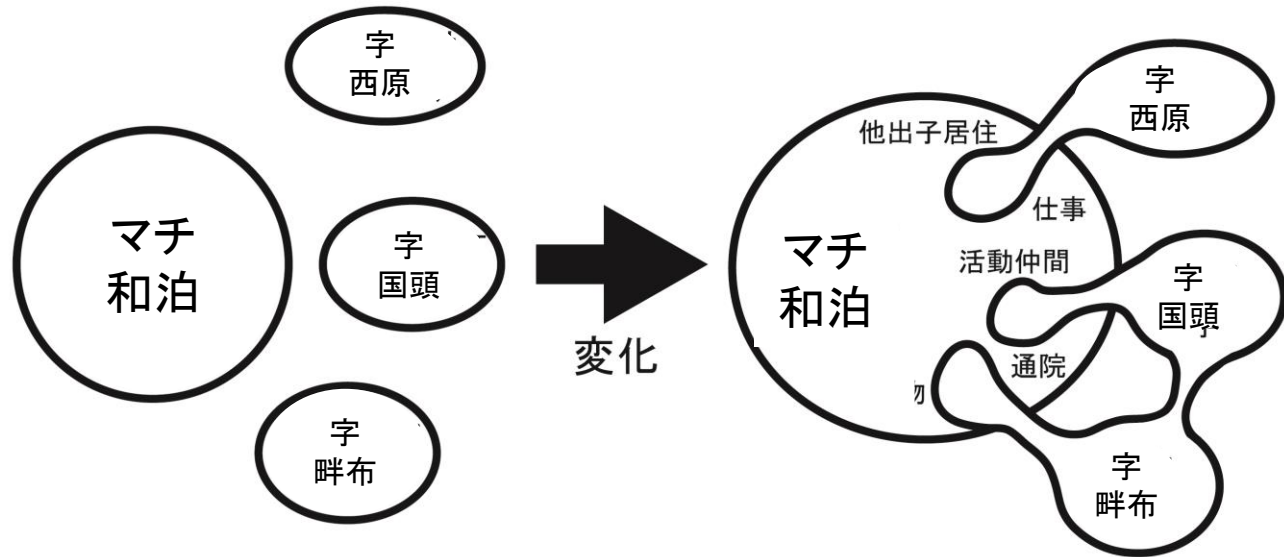 字
西原
マチ
和泊
字
国頭
字
畔布
変化
他出子居住
字
西原
仕事
マチ
和泊
活動仲間
字
国頭
通院
物
字
畔布